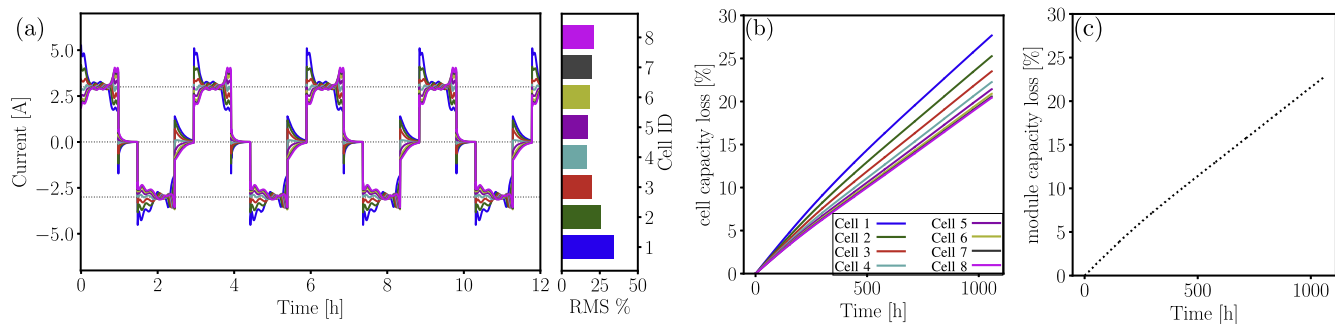 (a)
Current [A]
5.0
2.5
0.0
−2.5
−5.0
0 2 4 6 8 10 12
Time [h]
8
7
6
5
4
3
2
1
Cell ID
0 25 50
RMS %
(b)
cell capacity loss [%]
30
25
20
15
10
5
0
Cell 1 Cell 5
Cell 2 Cell 6
Cell 3 Cell 7
Cell 4 Cell 8
0 500 1000
Time [h]
(c)
module capacity loss [%]
30
25
20
15
10
5
0
0 500 1000
Time [h]